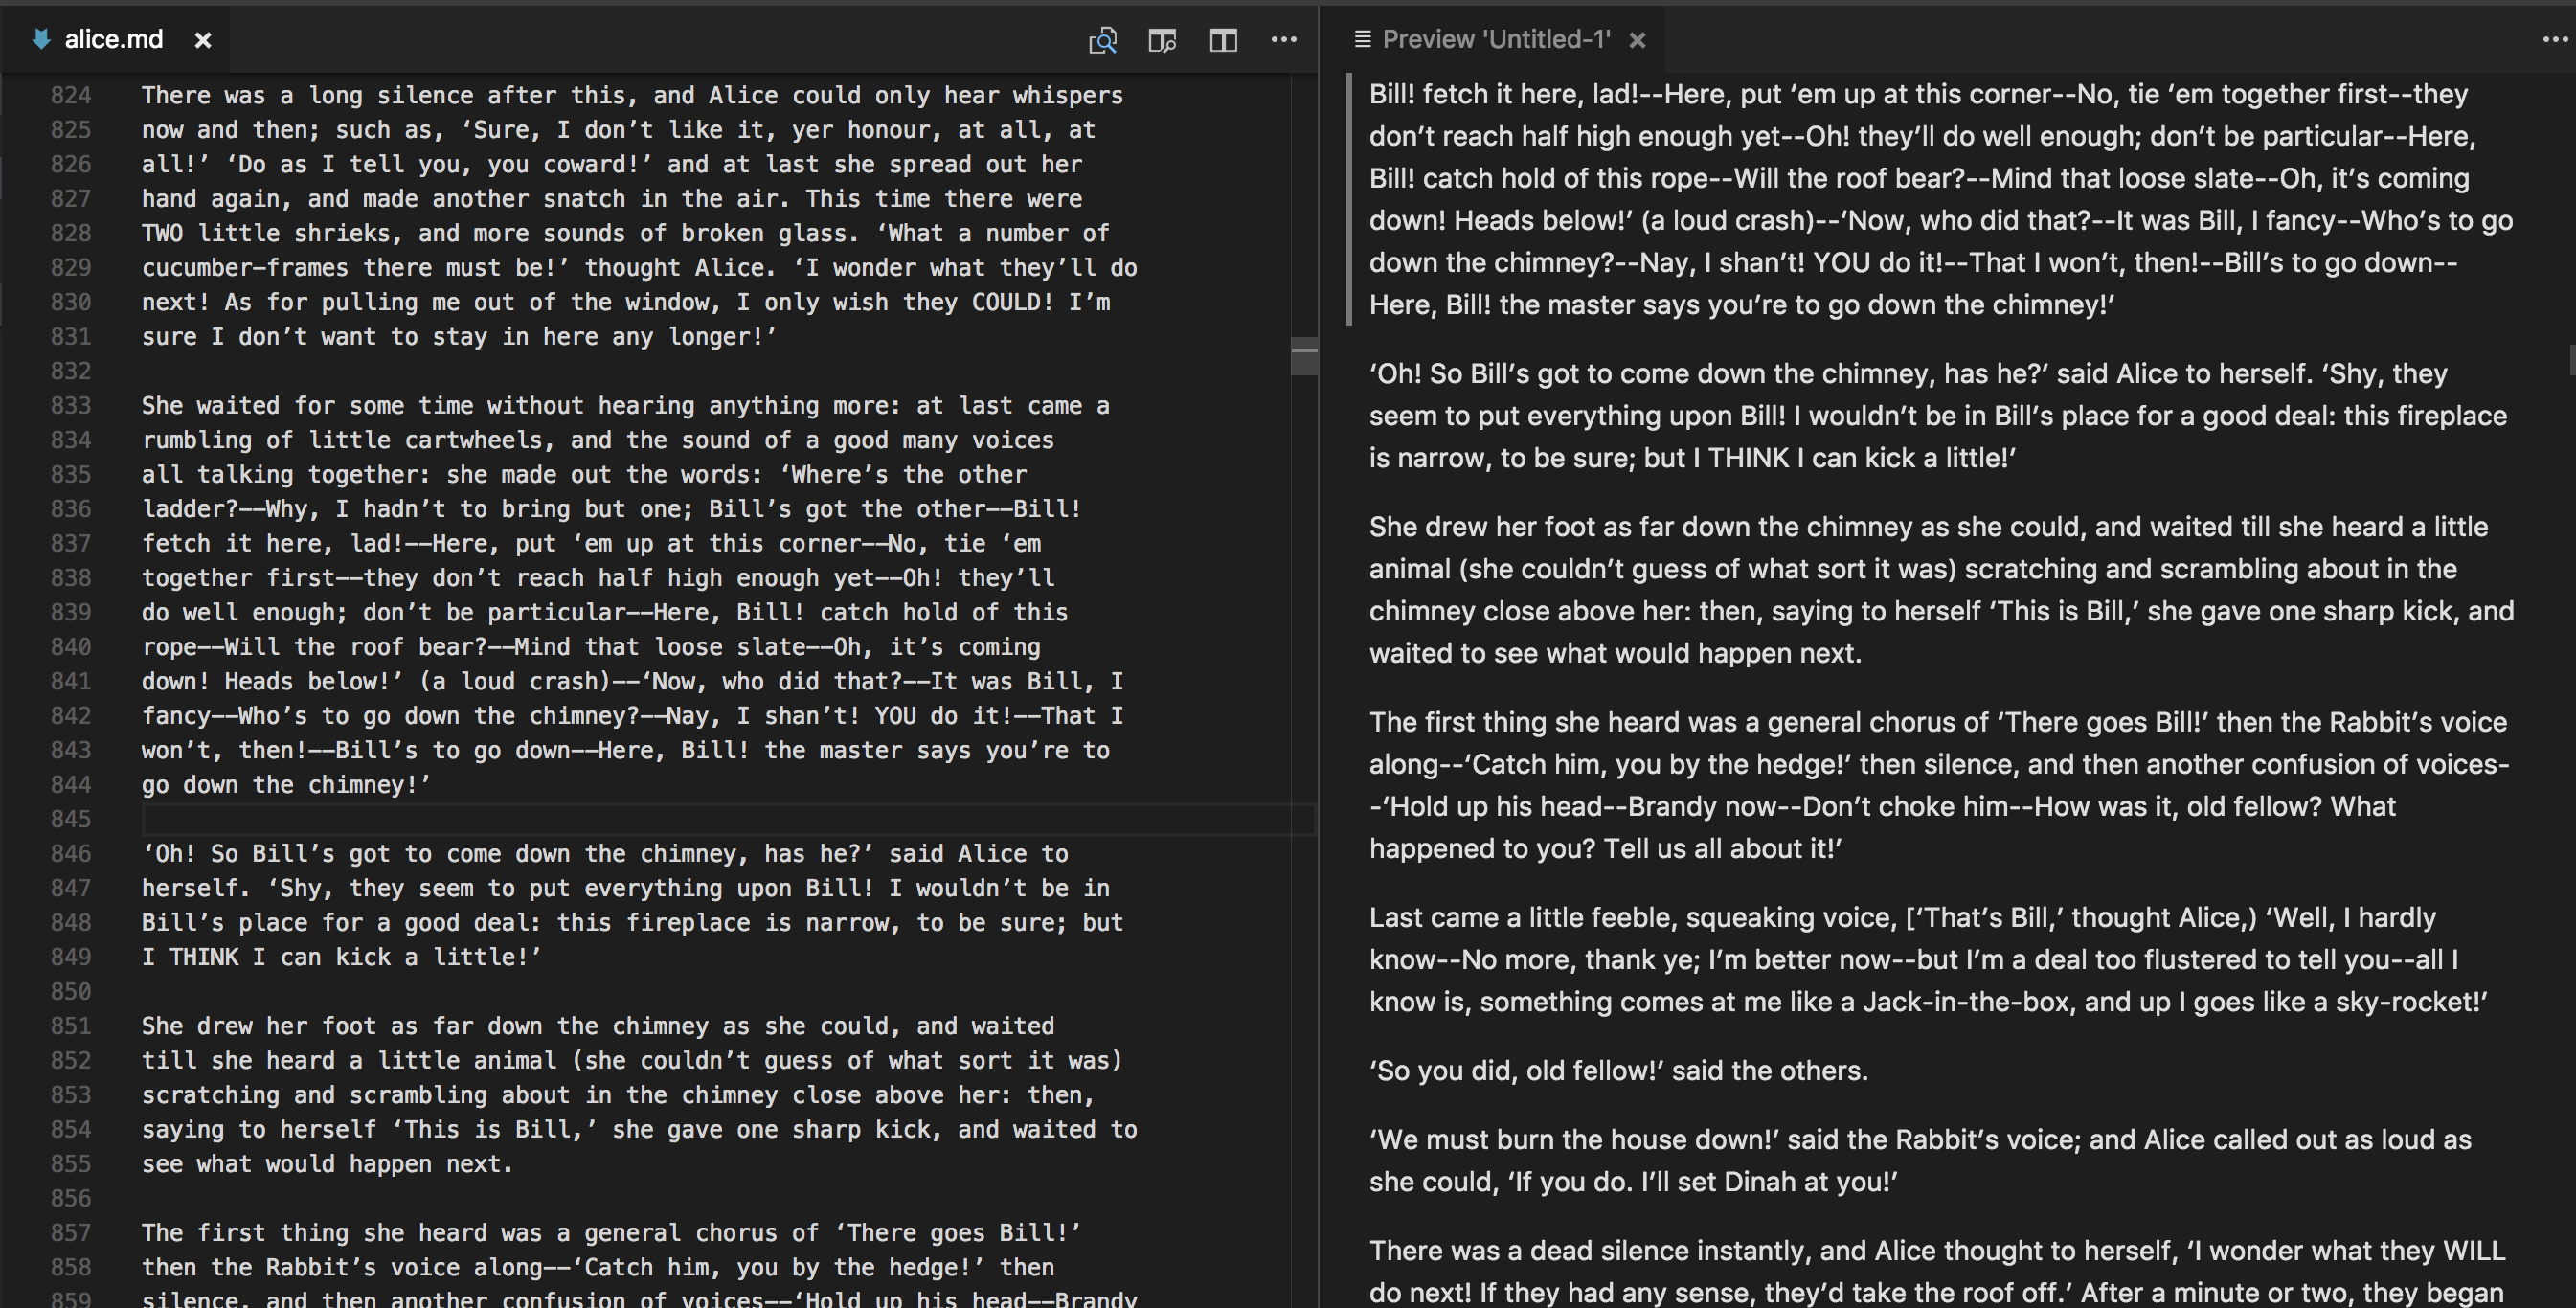 alice.md
824 There was a long silence after this, and Alice could only hear whispers
825 now and then; such as, ‘Sure, I don’t like it, yer honour, at all, at
826 all!’ ‘Do as I tell you, you coward!’ and at last she spread out her
827 hand again, and made another snatch in the air. This time there were
828 TWO little shrieks, and more sounds of broken glass. ‘What a number of
829 cucumber-frames there must be!’ thought Alice. ‘I wonder what they’ll do
830 next! As for pulling me out of the window, I only wish they COULD! I’m
831 sure I don’t want to stay in here any longer!’
832
833 She waited for some time without hearing anything more: at last came a
834 rumbling of little cartwheels, and the sound of a good many voices
835 all talking together: she made out the words: ‘Where’s the other
836 ladder?--Why, I hadn’t to bring but one; Bill’s got the other--Bill!
837 fetch it here, lad!--Here, put ‘em up at this corner--No, tie ‘em
838 together first--they don’t reach half high enough yet--Oh! they’ll
839 do well enough; don’t be particular--Here, Bill! catch hold of this
840 rope--Will the roof bear?--Mind that loose slate--Oh, it’s coming
841 down! Heads below!’ (a loud crash)--‘Now, who did that?--It was Bill, I
842 fancy--Who’s to go down the chimney?--Nay, I shan’t! YOU do it!--That I
843 won’t, then!--Bill’s to go down--Here, Bill! the master says you’re to
844 go down the chimney!’
845
846 ‘Oh! So Bill’s got to come down the chimney, has he?’ said Alice to
847 herself. ‘Shy, they seem to put everything upon Bill! I wouldn’t be in
848 Bill’s place for a good deal: this fireplace is narrow, to be sure; but
849 I THINK I can kick a little!’
850
851 She drew her foot as far down the chimney as she could, and waited
852 till she heard a little animal (she couldn’t guess of what sort it was)
853 scratching and scrambling about in the chimney close above her: then,
854 saying to herself ‘This is Bill,’ she gave one sharp kick, and waited to
855 see what would happen next.
856
857 The first thing she heard was a general chorus of ‘There goes Bill!’
858 then the Rabbit’s voice along--‘Catch him, you by the hedge!’ then
859 silence, and then another confusion of voices--‘Hold up his head--Brandy
Preview 'Untitled-1'
Bill! fetch it here, lad!--Here, put ‘em up at this corner--No, tie ‘em together first--they
don’t reach half high enough yet--Oh! they’ll do well enough; don’t be particular--Here,
Bill! catch hold of this rope--Will the roof bear?--Mind that loose slate--Oh, it’s coming
down! Heads below!’ (a loud crash)--‘Now, who did that?--It was Bill, I fancy--Who’s to go
down the chimney?--Nay, I shan’t! YOU do it!--That I won’t, then!--Bill’s to go down--
Here, Bill! the master says you’re to go down the chimney!’
‘Oh! So Bill’s got to come down the chimney, has he?’ said Alice to herself. ‘Shy, they
seem to put everything upon Bill! I wouldn’t be in Bill’s place for a good deal: this fireplace
is narrow, to be sure; but I THINK I can kick a little!’
She drew her foot as far down the chimney as she could, and waited till she heard a little
animal (she couldn’t guess of what sort it was) scratching and scrambling about in the
chimney close above her: then, saying to herself ‘This is Bill,’ she gave one sharp kick, and
waited to see what would happen next.
The first thing she heard was a general chorus of ‘There goes Bill!’ then the Rabbit’s voice
along--‘Catch him, you by the hedge!’ then silence, and then another confusion of voices-
-‘Hold up his head--Brandy now--Don’t choke him--How was it, old fellow? What
happened to you? Tell us all about it!’
Last came a little feeble, squeaking voice, [‘That’s Bill,’ thought Alice,) ‘Well, I hardly
know--No more, thank ye; I’m better now--but I’m a deal too flustered to tell you--all I
know is, something comes at me like a Jack-in-the-box, and up I goes like a sky-rocket!’
‘So you did, old fellow!’ said the others.
‘We must burn the house down!’ said the Rabbit’s voice; and Alice called out as loud as
she could, ‘If you do. I’ll set Dinah at you!’
There was a dead silence instantly, and Alice thought to herself, ‘I wonder what they WILL
do next! If they had any sense, they’d take the roof off.’ After a minute or two, they began